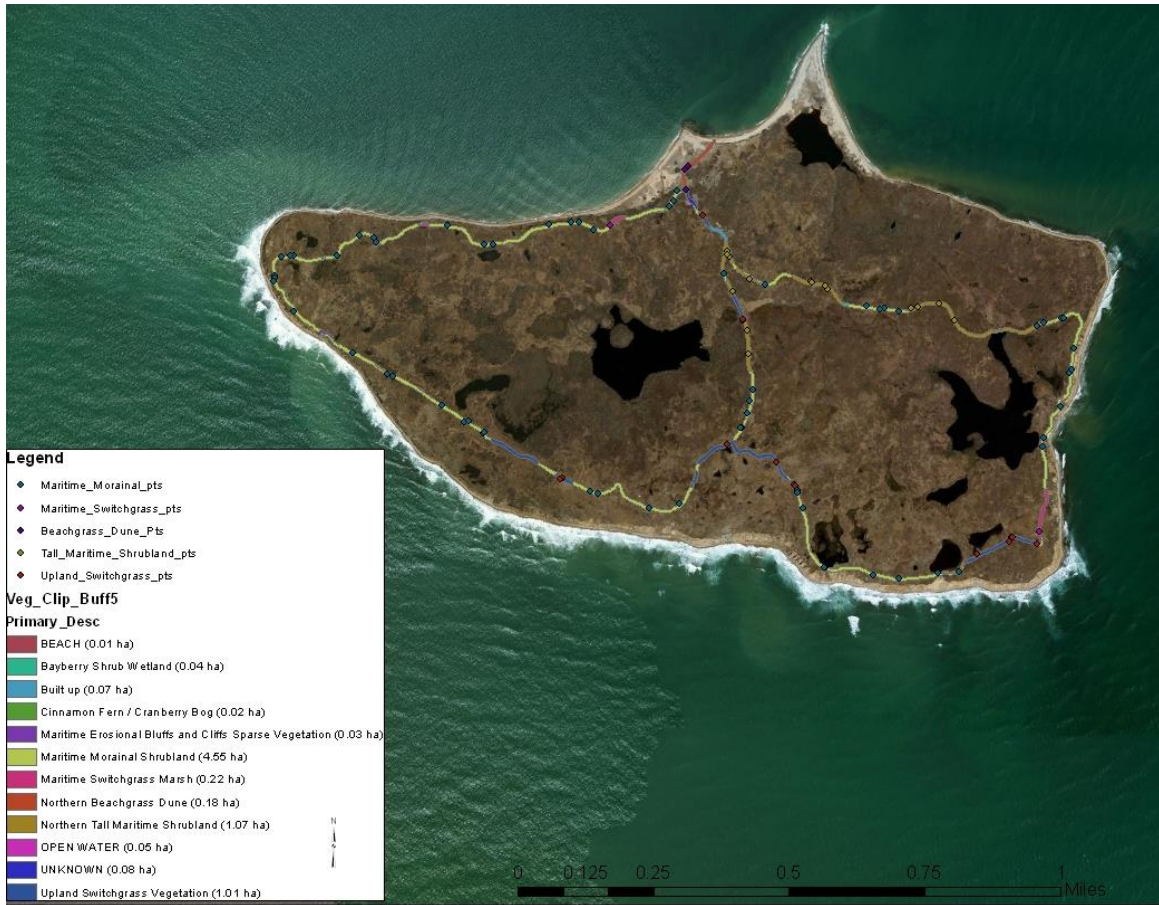 Legend
Maritime_Morainal_pts
Maritime_Switchgrass_pts
Beachgrass_Dune_Pts
Tall_Maritime_Shrubland_pts
Upland_Switchgrass_pts
Veg_Clip_Buff5
Primary_Desc
BEACH (0.01 ha)
Bayberry Shrub Wetland (0.04 ha)
Built up (0.07 ha)
Cinnamon Fern / Cranberry Bog (0.02 ha)
Maritime Erosional Bluffs and Cliffs Sparse Vegetation (0.03 ha)
Maritime Morainal Shrubland (4.55 ha)
Maritime Switchgrass Marsh (0.22 ha)
Northern Beachgrass Dune (0.18 ha)
Northern Tall Maritime Shrubland (1.07 ha)
OPEN WATER (0.05 ha)
UNKNOWN (0.08 ha)
Upland Switchgrass Vegetation (1.01 ha)
N
0 0.125 0.25 0.5 0.75 1
Miles